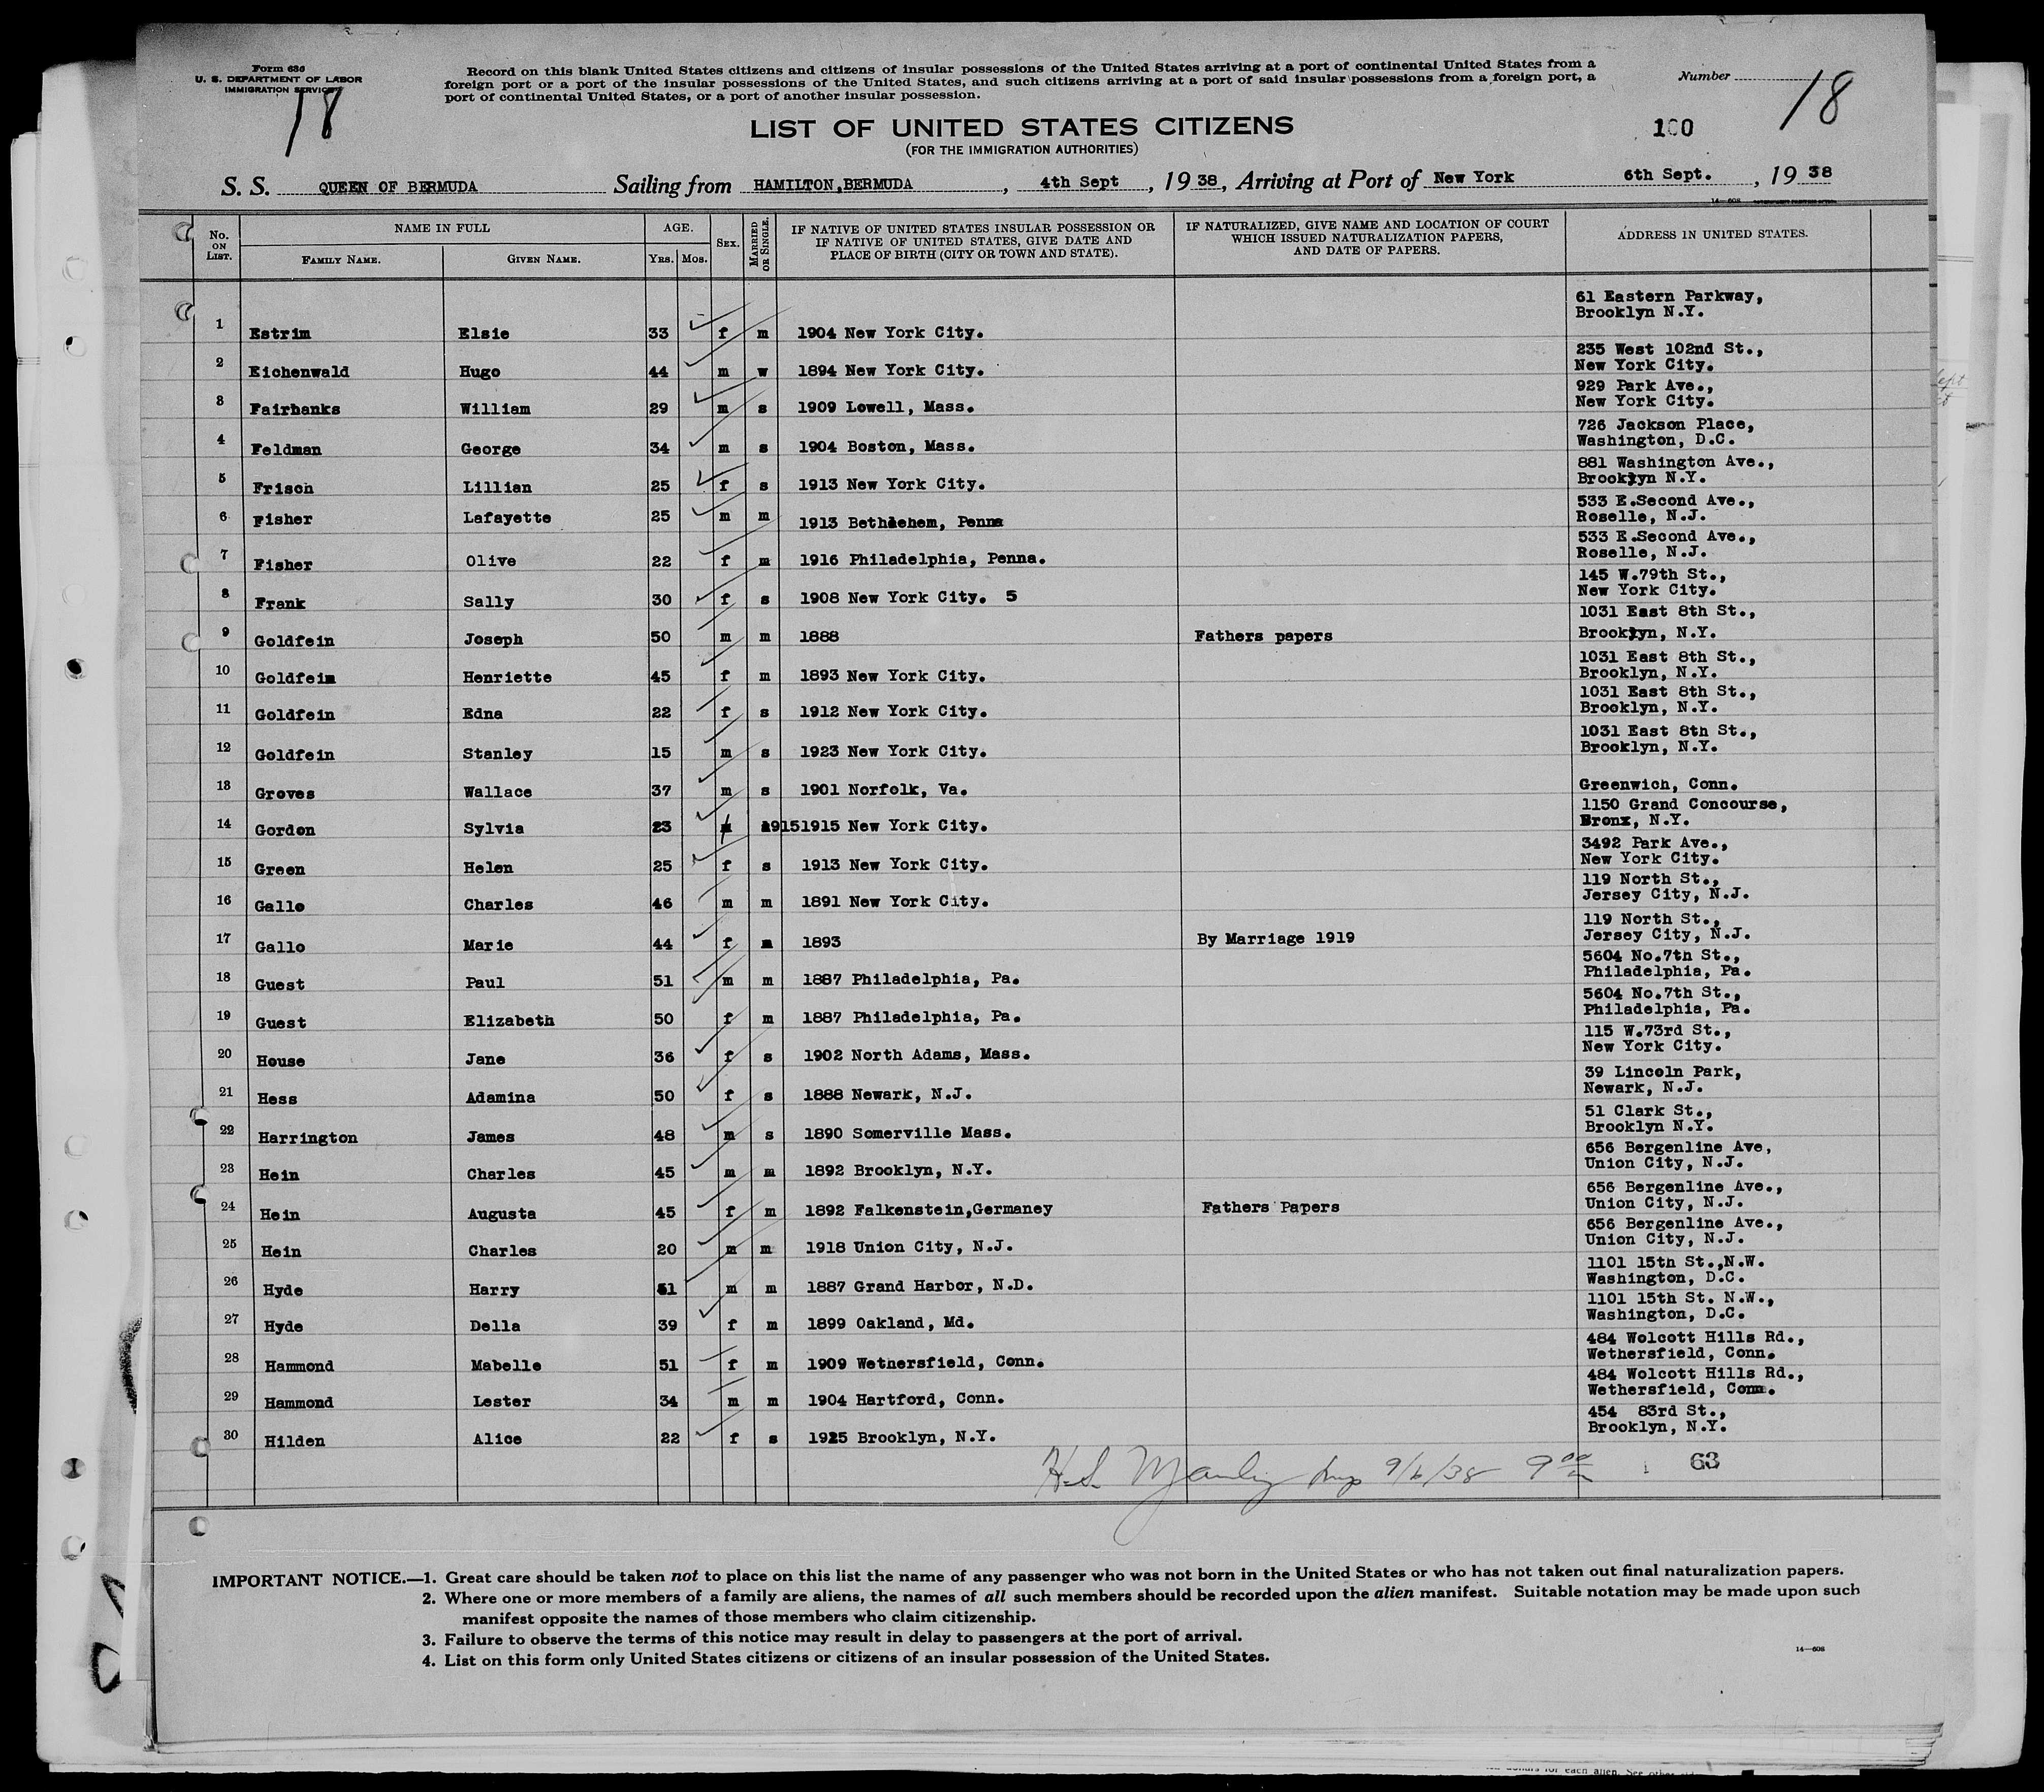 Form 686
U. S. DEPARTMENT OF LABOR
IMMIGRATION SERVICE
18
Record on this blank United States citizens and citizens of insular possessions of the United States arriving at a port of continental United States from a
foreign port or a port of the insular possessions of the United States, and such citizens arriving at a port of said insular possessions from a foreign port, a
port of continental United States, or a port of another insular possession.
Number 18
LIST OF UNITED STATES CITIZENS
(FOR THE IMMIGRATION AUTHORITIES)
100
S. S. QUEEN OF BERMUDA Sailing from HAMILTON,BERMUDA , 4th Sept , 19 38, Arriving at Port of New York 6th Sept. , 19 38
14—608
No. ON LIST. NAME IN FULL AGE. SEX. MARRIED OR SINGLE. IF NATIVE OF UNITED STATES INSULAR POSSESSION OR IF NATIVE OF UNITED STATES, GIVE DATE AND PLACE OF BIRTH (CITY OR TOWN AND STATE). IF NATURALIZED, GIVE NAME AND LOCATION OF COURT WHICH ISSUED NATURALIZATION PAPERS, AND DATE OF PAPERS. ADDRESS IN UNITED STATES.
FAMILY NAME. GIVEN NAME. YRS. MOS.
1 Estrim Elsie 33 f m 1904 New York City. 61 Eastern Parkway, Brooklyn N.Y.
2 Eichenwald Hugo 44 m w 1894 New York City. 235 West 102nd St., New York City.
3 Fairbanks William 29 m s 1909 Lowell, Mass. 929 Park Ave., New York City.
4 Feldman George 34 m s 1904 Boston, Mass. 726 Jackson Place, Washington, D.C.
5 Frisch Lillian 25 f s 1913 New York City. 881 Washington Ave., Brooklyn N.Y.
6 Fisher Lafayette 25 m m 1913 Bethlehem, Penna 533 E.Second Ave., Roselle, N.J.
7 Fisher Olive 22 f m 1916 Philadelphia, Penna. 533 E.Second Ave., Roselle, N.J.
8 Frank Sally 30 f s 1908 New York City. 5 145 W.79th St., New York City.
9 Goldfein Joseph 50 m m 1888 Fathers papers 1031 East 8th St., Brooklyn, N.Y.
10 Goldfein Henriette 45 f m 1893 New York City. 1031 East 8th St., Brooklyn, N.Y.
11 Goldfein Edna 22 f s 1912 New York City. 1031 East 8th St., Brooklyn, N.Y.
12 Goldfein Stanley 15 m s 1923 New York City. 1031 East 8th St., Brooklyn, N.Y.
13 Groves Wallace 37 m s 1901 Norfolk, Va. Greenwich, Conn.
14 Gordon Sylvia 23 19151915 New York City. 1150 Grand Concourse, Bronx, N.Y.
15 Green Helen 25 f s 1913 New York City. 3492 Park Ave., New York City.
16 Gallo Charles 46 m m 1891 New York City. 119 North St., Jersey City, N.J.
17 Gallo Marie 44 f m 1893 By Marriage 1919 119 North St., Jersey City, N.J.
18 Guest Paul 51 m m 1887 Philadelphia, Pa. 5604 No.7th St., Philadelphia, Pa.
19 Guest Elizabeth 50 f m 1887 Philadelphia, Pa. 5604 No.7th St., Philadelphia, Pa.
20 House Jane 36 f s 1902 North Adams, Mass. 115 W.73rd St., New York City.
21 Hess Adamina 50 f s 1888 Newark, N.J. 39 Lincoln Park, Newark, N.J.
22 Harrington James 48 m s 1890 Somerville Mass. 51 Clark St., Brooklyn N.Y.
23 Hein Charles 45 m m 1892 Brooklyn, N.Y. 656 Bergenline Ave, Union City, N.J.
24 Hein Augusta 45 f m 1892 Falkenstein,Germaney Fathers Papers 656 Bergenline Ave., Union City, N.J.
25 Hein Charles 20 m m 1918 Union City, N.J. 656 Bergenline Ave., Union City, N.J.
26 Hyde Harry 51 m m 1887 Grand Harbor, N.D. 1101 15th St.,N.W. Washington, D.C.
27 Hyde Della 39 f m 1899 Oakland, Md. 1101 15th St. N.W., Washington, D.C.
28 Hammond Mabelle 51 f m 1909 Wethersfield, Conn. 484 Wolcott Hills Rd., Wethersfield, Conn.
29 Hammond Lester 34 m m 1904 Hartford, Conn. 484 Wolcott Hills Rd., Wethersfield, Conn.
30 Hilden Alice 22 f s 1925 Brooklyn, N.Y. 454 83rd St., Brooklyn, N.Y.
9/6/38 9 00 63
IMPORTANT NOTICE.—1. Great care should be taken not to place on this list the name of any passenger who was not born in the United States or who has not taken out final naturalization papers.
2. Where one or more members of a family are aliens, the names of all such members should be recorded upon the alien manifest. Suitable notation may be made upon such
manifest opposite the names of those members who claim citizenship.
3. Failure to observe the terms of this notice may result in delay to passengers at the port of arrival.
4. List on this form only United States citizens or citizens of an insular possession of the United States.
14—608